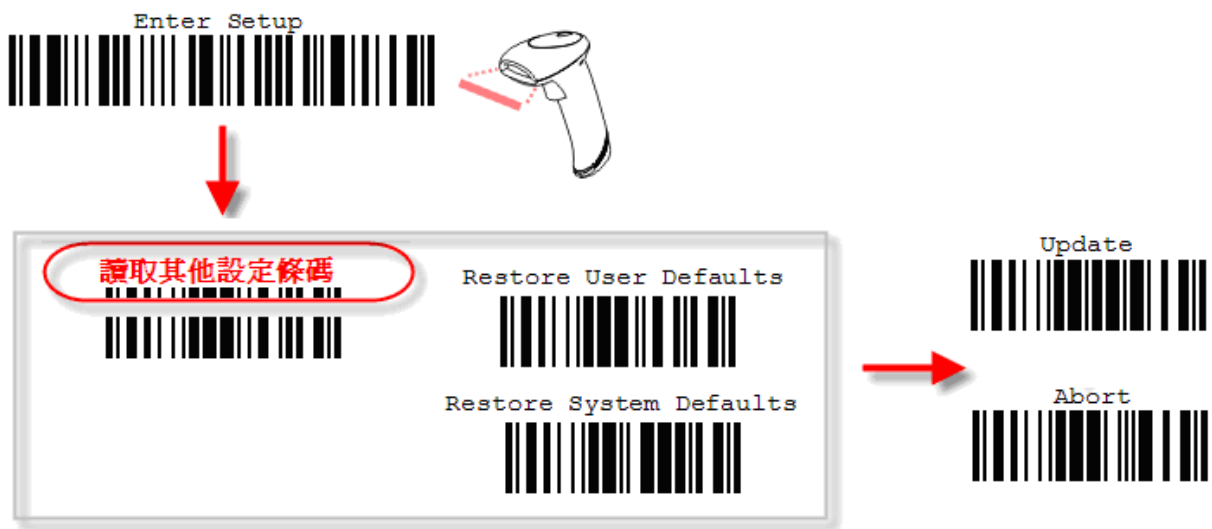 Enter Setup
讀取其他設定條碼
Restore User Defaults
Restore System Defaults
Update
Abort